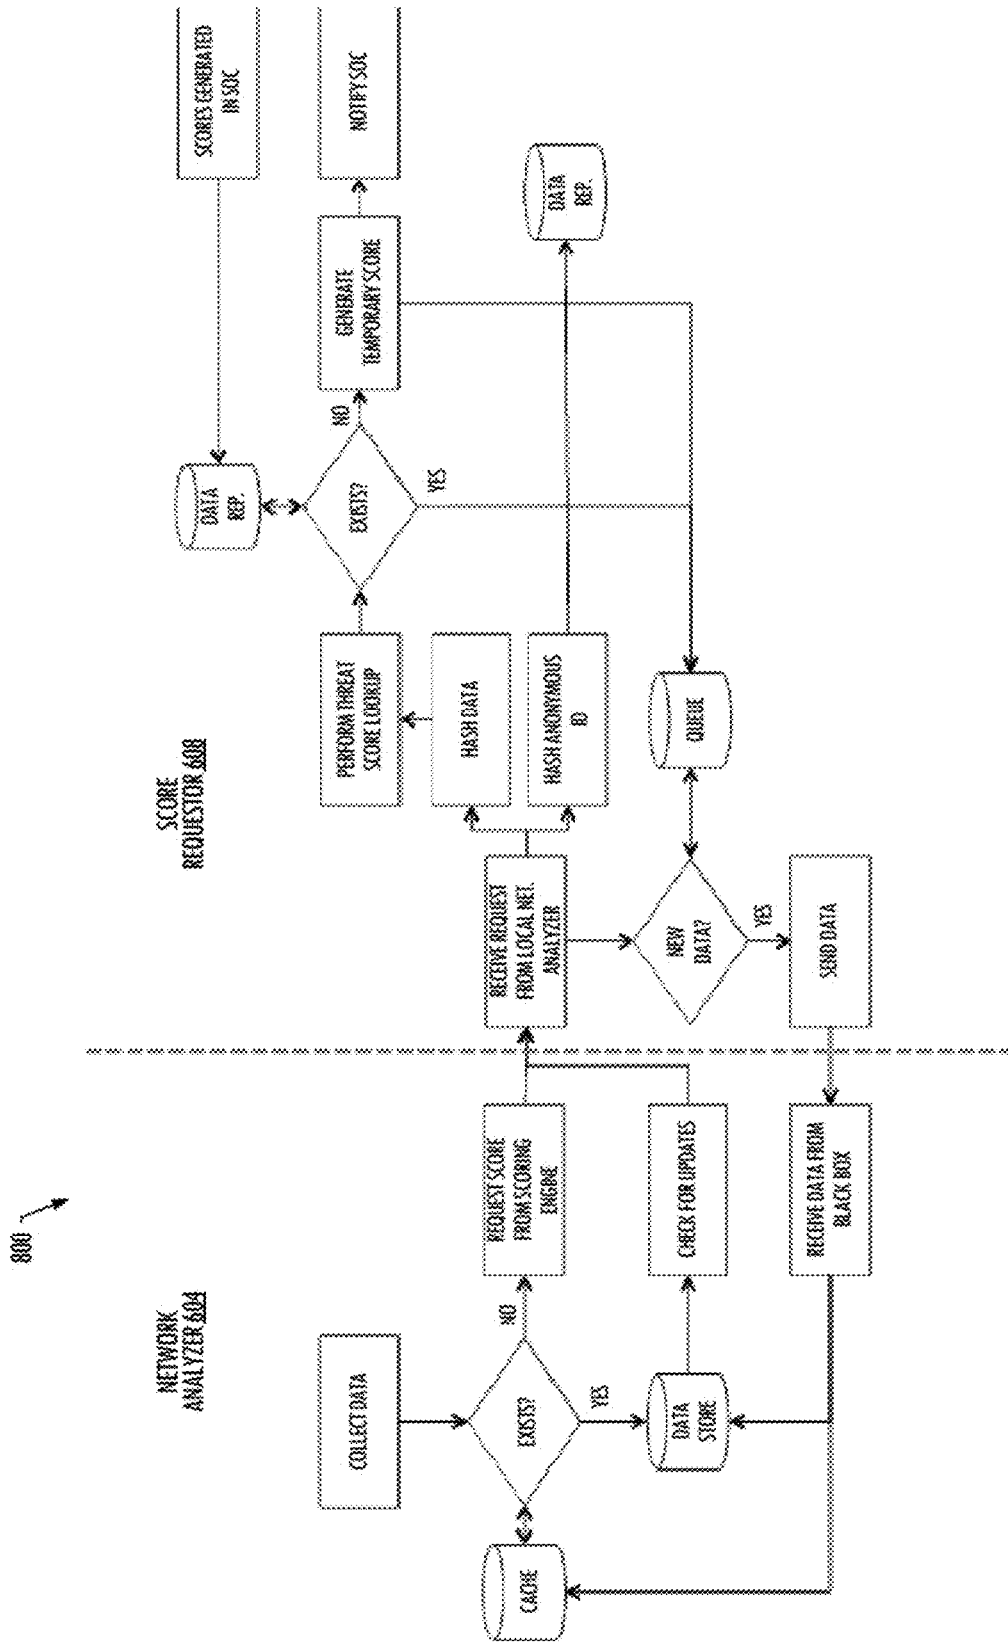 800
NETWORK
ANALYZER 604
SCORE
REQUESTOR 608
COLLECT DATA
CACHE
EXISTS?
NO
YES
REQUEST SCORE
FROM SCORING
ENGINE
DATA
STORE
CHECK FOR UPDATES
RECEIVE DATA FROM
BLACK BOX
RECEIVE REQUEST
FROM LOCAL NET.
ANALYZER
NEW
DATA?
YES
SEND DATA
QUEUE
HASH DATA
HASH ANONYMOUS
ID
PERFORM THREAT
SCORE LOOKUP
DATA
REP.
EXISTS?
NO
YES
GENERATE
TEMPORARY SCORE
DATA
REP.
SCORES GENERATED
IN SOC
NOTIFY SOC